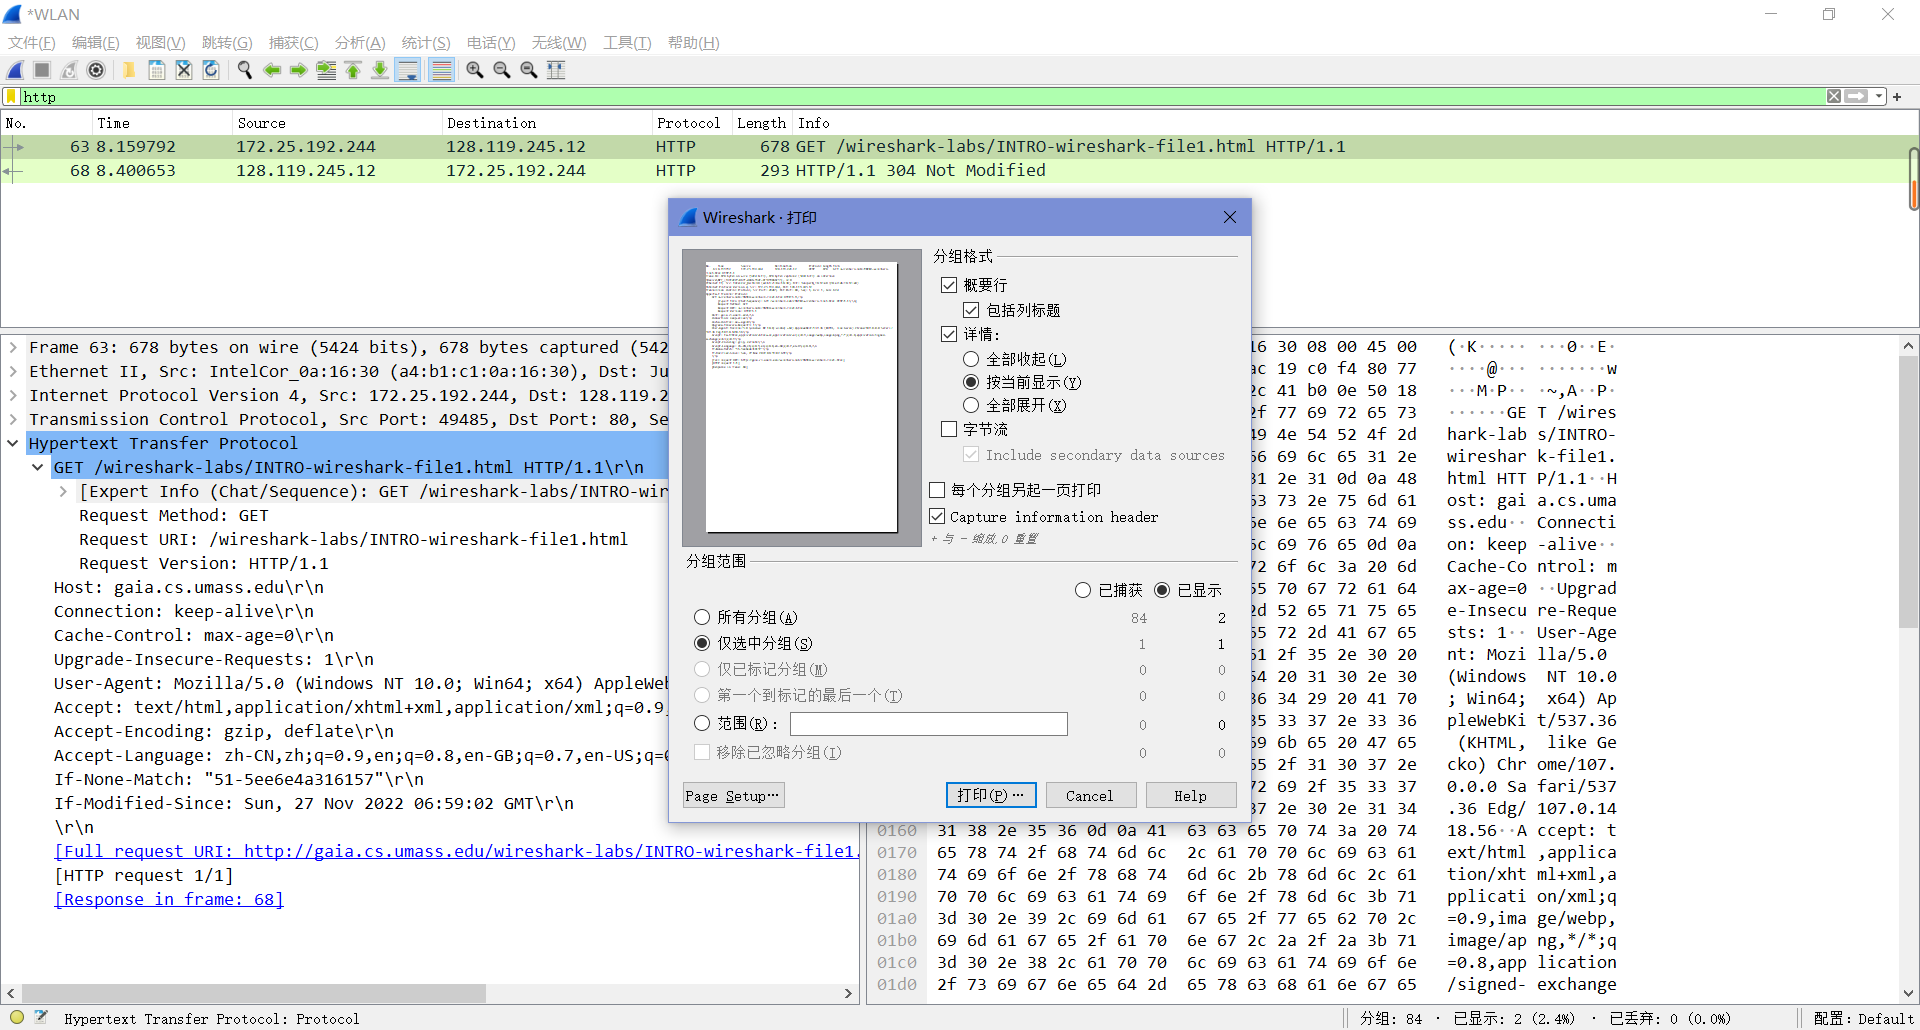 *WLAN
文件(F) 编辑(E) 视图(V) 跳转(G) 捕获(C) 分析(A) 统计(S) 电话(Y) 无线(W) 工具(T) 帮助(H)
http
No. Time Source Destination Protocol Length Info
63 8.159792 172.25.192.244 128.119.245.12 HTTP 678 GET /wireshark-labs/INTRO-wireshark-file1.html HTTP/1.1
68 8.400653 128.119.245.12 172.25.192.244 HTTP 293 HTTP/1.1 304 Not Modified
Wireshark · 打印
分组格式
概要行
包括列标题
详情:
全部收起(L)
按当前显示(Y)
全部展开(X)
字节流
Include secondary data sources
每个分组另起一页打印
Capture information header
+ 与 - 缩放,0 重置
分组范围
已捕获 已显示
所有分组(A) 84 2
仅选中分组(S) 1 1
仅已标记分组(M) 0 0
第一个到标记的最后一个(T) 0 0
范围(R): 0 0
移除已忽略分组(I) 0 0
Page Setup… 打印(P)… Cancel Help
Frame 63: 678 bytes on wire (5424 bits), 678 bytes captured (542
Ethernet II, Src: IntelCor_0a:16:30 (a4:b1:c1:0a:16:30), Dst: Ju
Internet Protocol Version 4, Src: 172.25.192.244, Dst: 128.119.2
Transmission Control Protocol, Src Port: 49485, Dst Port: 80, Se
Hypertext Transfer Protocol
GET /wireshark-labs/INTRO-wireshark-file1.html HTTP/1.1\r\n
[Expert Info (Chat/Sequence): GET /wireshark-labs/INTRO-wir
Request Method: GET
Request URI: /wireshark-labs/INTRO-wireshark-file1.html
Request Version: HTTP/1.1
Host: gaia.cs.umass.edu\r\n
Connection: keep-alive\r\n
Cache-Control: max-age=0\r\n
Upgrade-Insecure-Requests: 1\r\n
User-Agent: Mozilla/5.0 (Windows NT 10.0; Win64; x64) AppleWeb
Accept: text/html,application/xhtml+xml,application/xml;q=0.9,
Accept-Encoding: gzip, deflate\r\n
Accept-Language: zh-CN,zh;q=0.9,en;q=0.8,en-GB;q=0.7,en-US;q=0
If-None-Match: "51-5ee6e4a316157"\r\n
If-Modified-Since: Sun, 27 Nov 2022 06:59:02 GMT\r\n
\r\n
[Full request URI: http://gaia.cs.umass.edu/wireshark-labs/INTRO-wireshark-file1.
[HTTP request 1/1]
[Response in frame: 68]
16 30 08 00 45 00 (·K··· ···0··E·
ac 19 c0 f4 80 77 ····@··· ·······w
2c 41 b0 0e 50 18 ···M·P·· ·~,A··P·
2f 77 69 72 65 73 ······GE T /wires
49 4e 54 52 4f 2d hark-lab s/INTRO-
66 69 6c 65 31 2e wireshar k-file1.
31 2e 31 0d 0a 48 html HTT P/1.1··H
63 73 2e 75 6d 61 ost: gai a.cs.uma
6e 6e 65 63 74 69 ss.edu·· Connecti
6c 69 76 65 0d 0a on: keep -alive··
72 6f 6c 3a 20 6d Cache-Co ntrol: m
55 70 67 72 61 64 ax-age=0 ··Upgrad
2d 52 65 71 75 65 e-Insecu re-Reque
55 72 2d 41 67 65 sts: 1·· User-Age
61 2f 35 2e 30 20 nt: Mozi lla/5.0
54 20 31 30 2e 30 (Windows NT 10.0
36 34 29 20 41 70 ; Win64; x64) Ap
35 33 37 2e 33 36 pleWebKi t/537.36
69 6b 65 20 47 65 (KHTML, like Ge
65 2f 31 30 37 2e cko) Chr ome/107.
72 69 2f 35 33 37 0.0.0 Sa fari/537
37 2e 30 2e 31 34 .36 Edg/ 107.0.14
0160 31 38 2e 35 36 0d 0a 41 63 63 65 70 74 3a 20 74 18.56··A ccept: t
0170 65 78 74 2f 68 74 6d 6c 2c 61 70 70 6c 69 63 61 ext/html ,applica
0180 74 69 6f 6e 2f 78 68 74 6d 6c 2b 78 6d 6c 2c 61 tion/xht ml+xml,a
0190 70 70 6c 69 63 61 74 69 6f 6e 2f 78 6d 6c 3b 71 pplicati on/xml;q
01a0 3d 30 2e 39 2c 69 6d 61 67 65 2f 77 65 62 70 2c =0.9,ima ge/webp,
01b0 69 6d 61 67 65 2f 61 70 6e 67 2c 2a 2f 2a 3b 71 image/ap ng,*/*;q
01c0 3d 30 2e 38 2c 61 70 70 6c 69 63 61 74 69 6f 6e =0.8,app lication
01d0 2f 73 69 67 6e 65 64 2d 65 78 63 68 61 6e 67 65 /signed- exchange
Hypertext Transfer Protocol: Protocol
分组: 84 · 已显示: 2 (2.4%) · 已丢弃: 0 (0.0%)
配置: Default